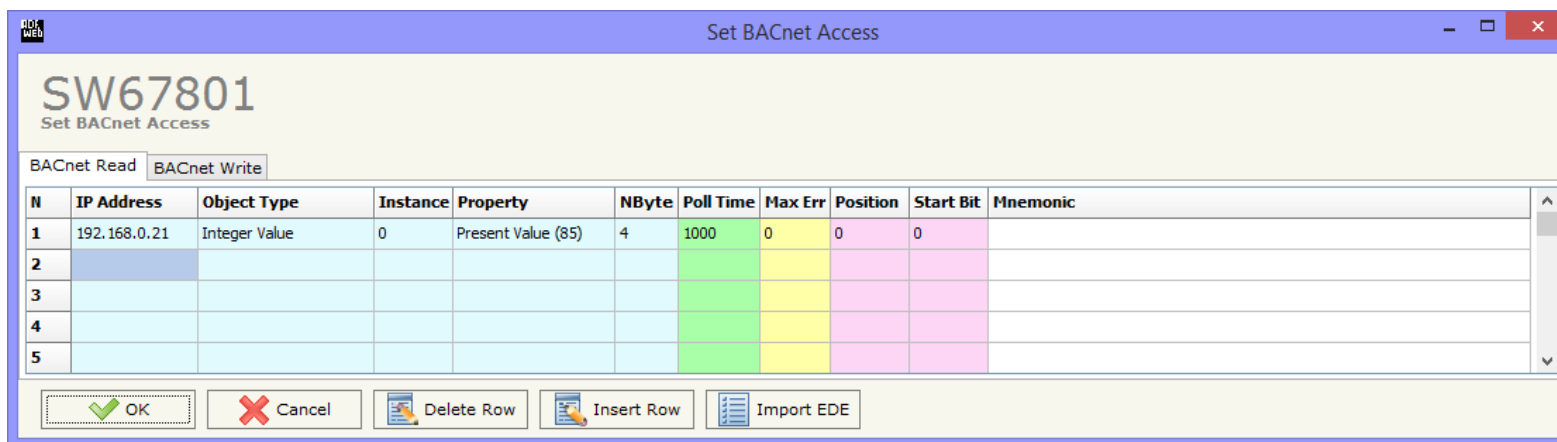 ADF
WEB
Set BACnet Access
SW67801
Set BACnet Access
BACnet Read BACnet Write
N IP Address Object Type Instance Property NByte Poll Time Max Err Position Start Bit Mnemonic
1 192.168.0.21 Integer Value 0 Present Value (85) 4 1000 0 0 0
2
3
4
5
OK Cancel Delete Row Insert Row Import EDE